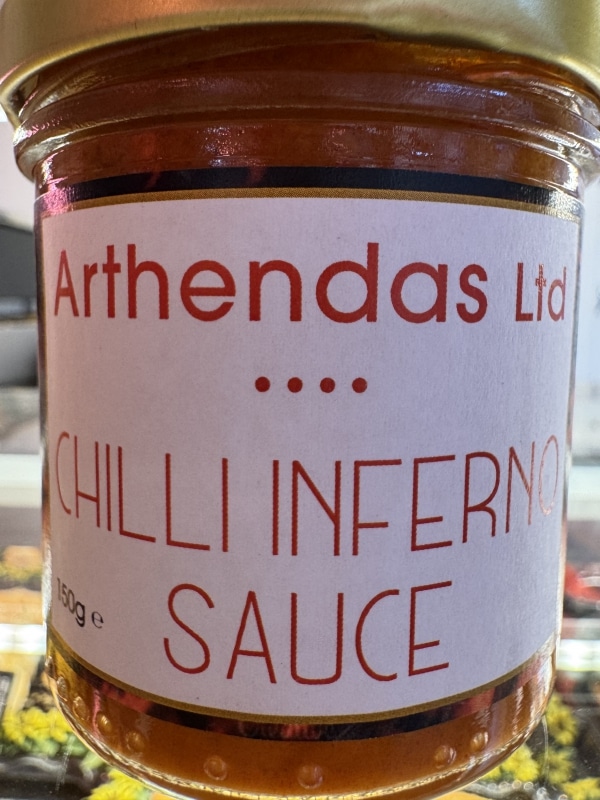 Arthendas Ltd
CHILLI INFERNO
SAUCE
150g e